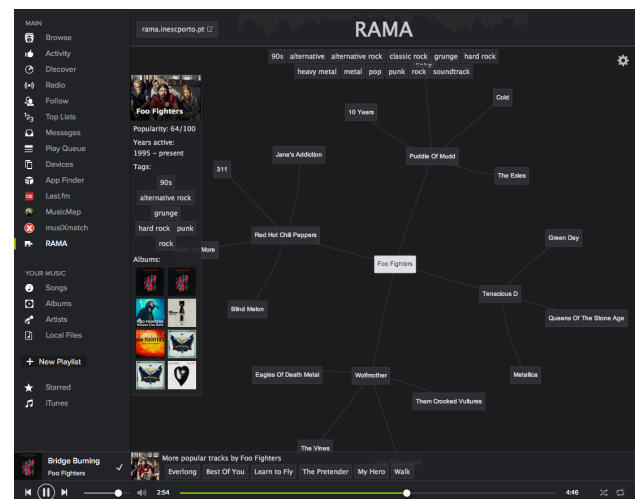 MAIN
Browse
Activity
Discover
Radio
Follow
Top Lists
Messages
Play Queue
Devices
App Finder
Last.fm
MusicMap
musiXmatch
RAMA
YOUR MUSIC
Songs
Albums
Artists
Local Files
+ New Playlist
Starred
iTunes
Bridge Burning
Foo Fighters
rama.inescporto.pt
RAMA
90s alternative alternative rock classic rock grunge hard rock
heavy metal metal pop punk rock soundtrack
Foo Fighters
Popularity: 64/100
Years active:
1995 – present
Tags:
90s
alternative rock
grunge
hard rock punk
rock
Albums:
Cold
10 Years
Jane's Addiction
Puddle Of Mudd
311
The Exies
Red Hot Chili Peppers
Green Day
More
Foo Fighters
Tenacious D
Blind Melon
Queens Of The Stone Age
Eagles Of Death Metal
Wolfmother
Metallica
Them Crooked Vultures
The Vines
More popular tracks by Foo Fighters
Everlong Best Of You Learn to Fly The Pretender My Hero Walk
2:54
4:46